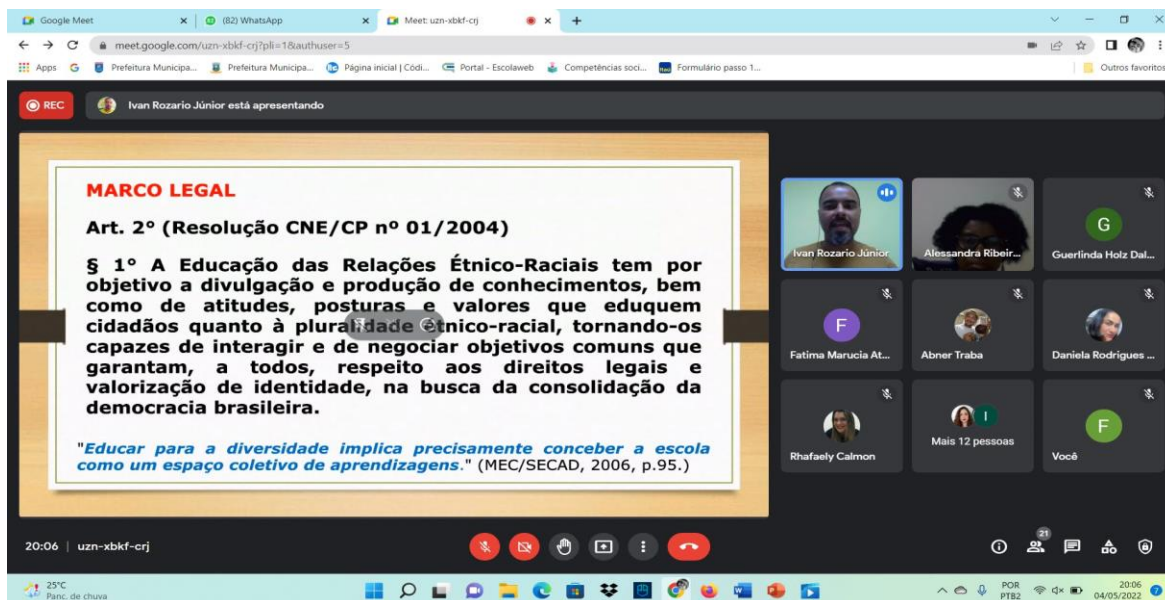 Google Meet
(82) WhatsApp
Meet: uzn-xbkf-crj
meet.google.com/uzn-xbkf-crj?pli=1&authuser=5
Apps
Prefeitura Municipa...
Prefeitura Municipa...
Página inicial | Códi...
Portal - Escolaweb
Competências soci...
Formulário passo 1...
Outros favoritos
REC
Ivan Rozario Júnior está apresentando
MARCO LEGAL
Art. 2° (Resolução CNE/CP nº 01/2004)
§ 1° A Educação das Relações Étnico-Raciais tem por
objetivo a divulgação e produção de conhecimentos, bem
como de atitudes, posturas e valores que eduquem
cidadãos quanto à pluralidade étnico-racial, tornando-os
capazes de interagir e de negociar objetivos comuns que
garantam, a todos, respeito aos direitos legais e
valorização de identidade, na busca da consolidação da
democracia brasileira.
"Educar para a diversidade implica precisamente conceber a escola
como um espaço coletivo de aprendizagens." (MEC/SECAD, 2006, p.95.)
Ivan Rozario Júnior
Alessandra Ribeir...
G
Guerlinda Holz Dal...
F
Fatima Marucia At...
Abner Traba
Daniela Rodrigues ...
Rhafaely Calmon
I
Mais 12 pessoas
F
Você
20:06 | uzn-xbkf-crj
21
25°C
Panc. de chuva
POR
PTB2
20:06
04/05/2022